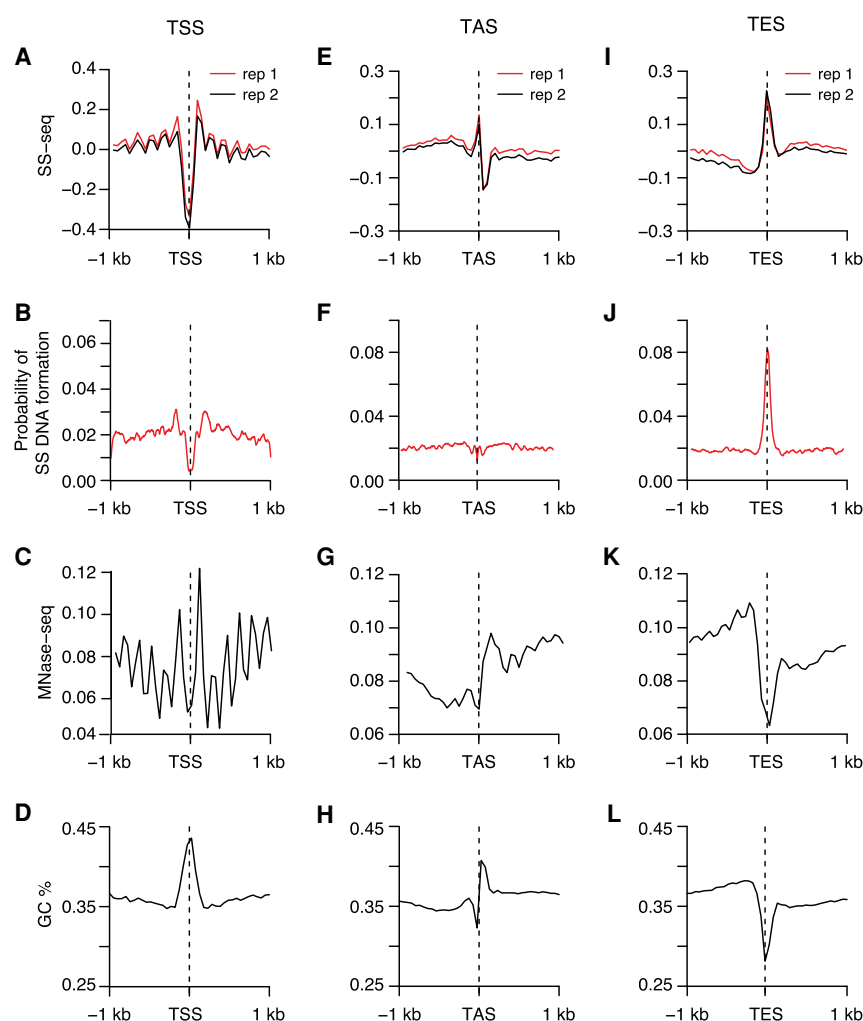 TSS TAS TES
A E I
0.4 0.3 0.3
rep 1 rep 1 rep 1
rep 2 rep 2 rep 2
0.2 0.1 0.1
SS−seq
0.0
−0.1 −0.1
−0.2
−0.4 −0.3 −0.3
−1 kb TSS 1 kb −1 kb TAS 1 kb −1 kb TES 1 kb
B F J
Probability of
SS DNA formation
0.06 0.08 0.08
0.04
0.04 0.04
0.02
0.00 0.00 0.00
−1 kb TSS 1 kb −1 kb TAS 1 kb −1 kb TES 1 kb
C G K
MNase−seq
0.12 0.12 0.12
0.10 0.10 0.10
0.08 0.08 0.08
0.06
0.04 0.06 0.06
−1 kb TSS 1 kb −1 kb TAS 1 kb −1 kb TES 1 kb
D H L
GC %
0.45 0.45 0.45
0.35 0.35 0.35
0.25 0.25 0.25
−1 kb TSS 1 kb −1 kb TAS 1 kb −1 kb TES 1 kb